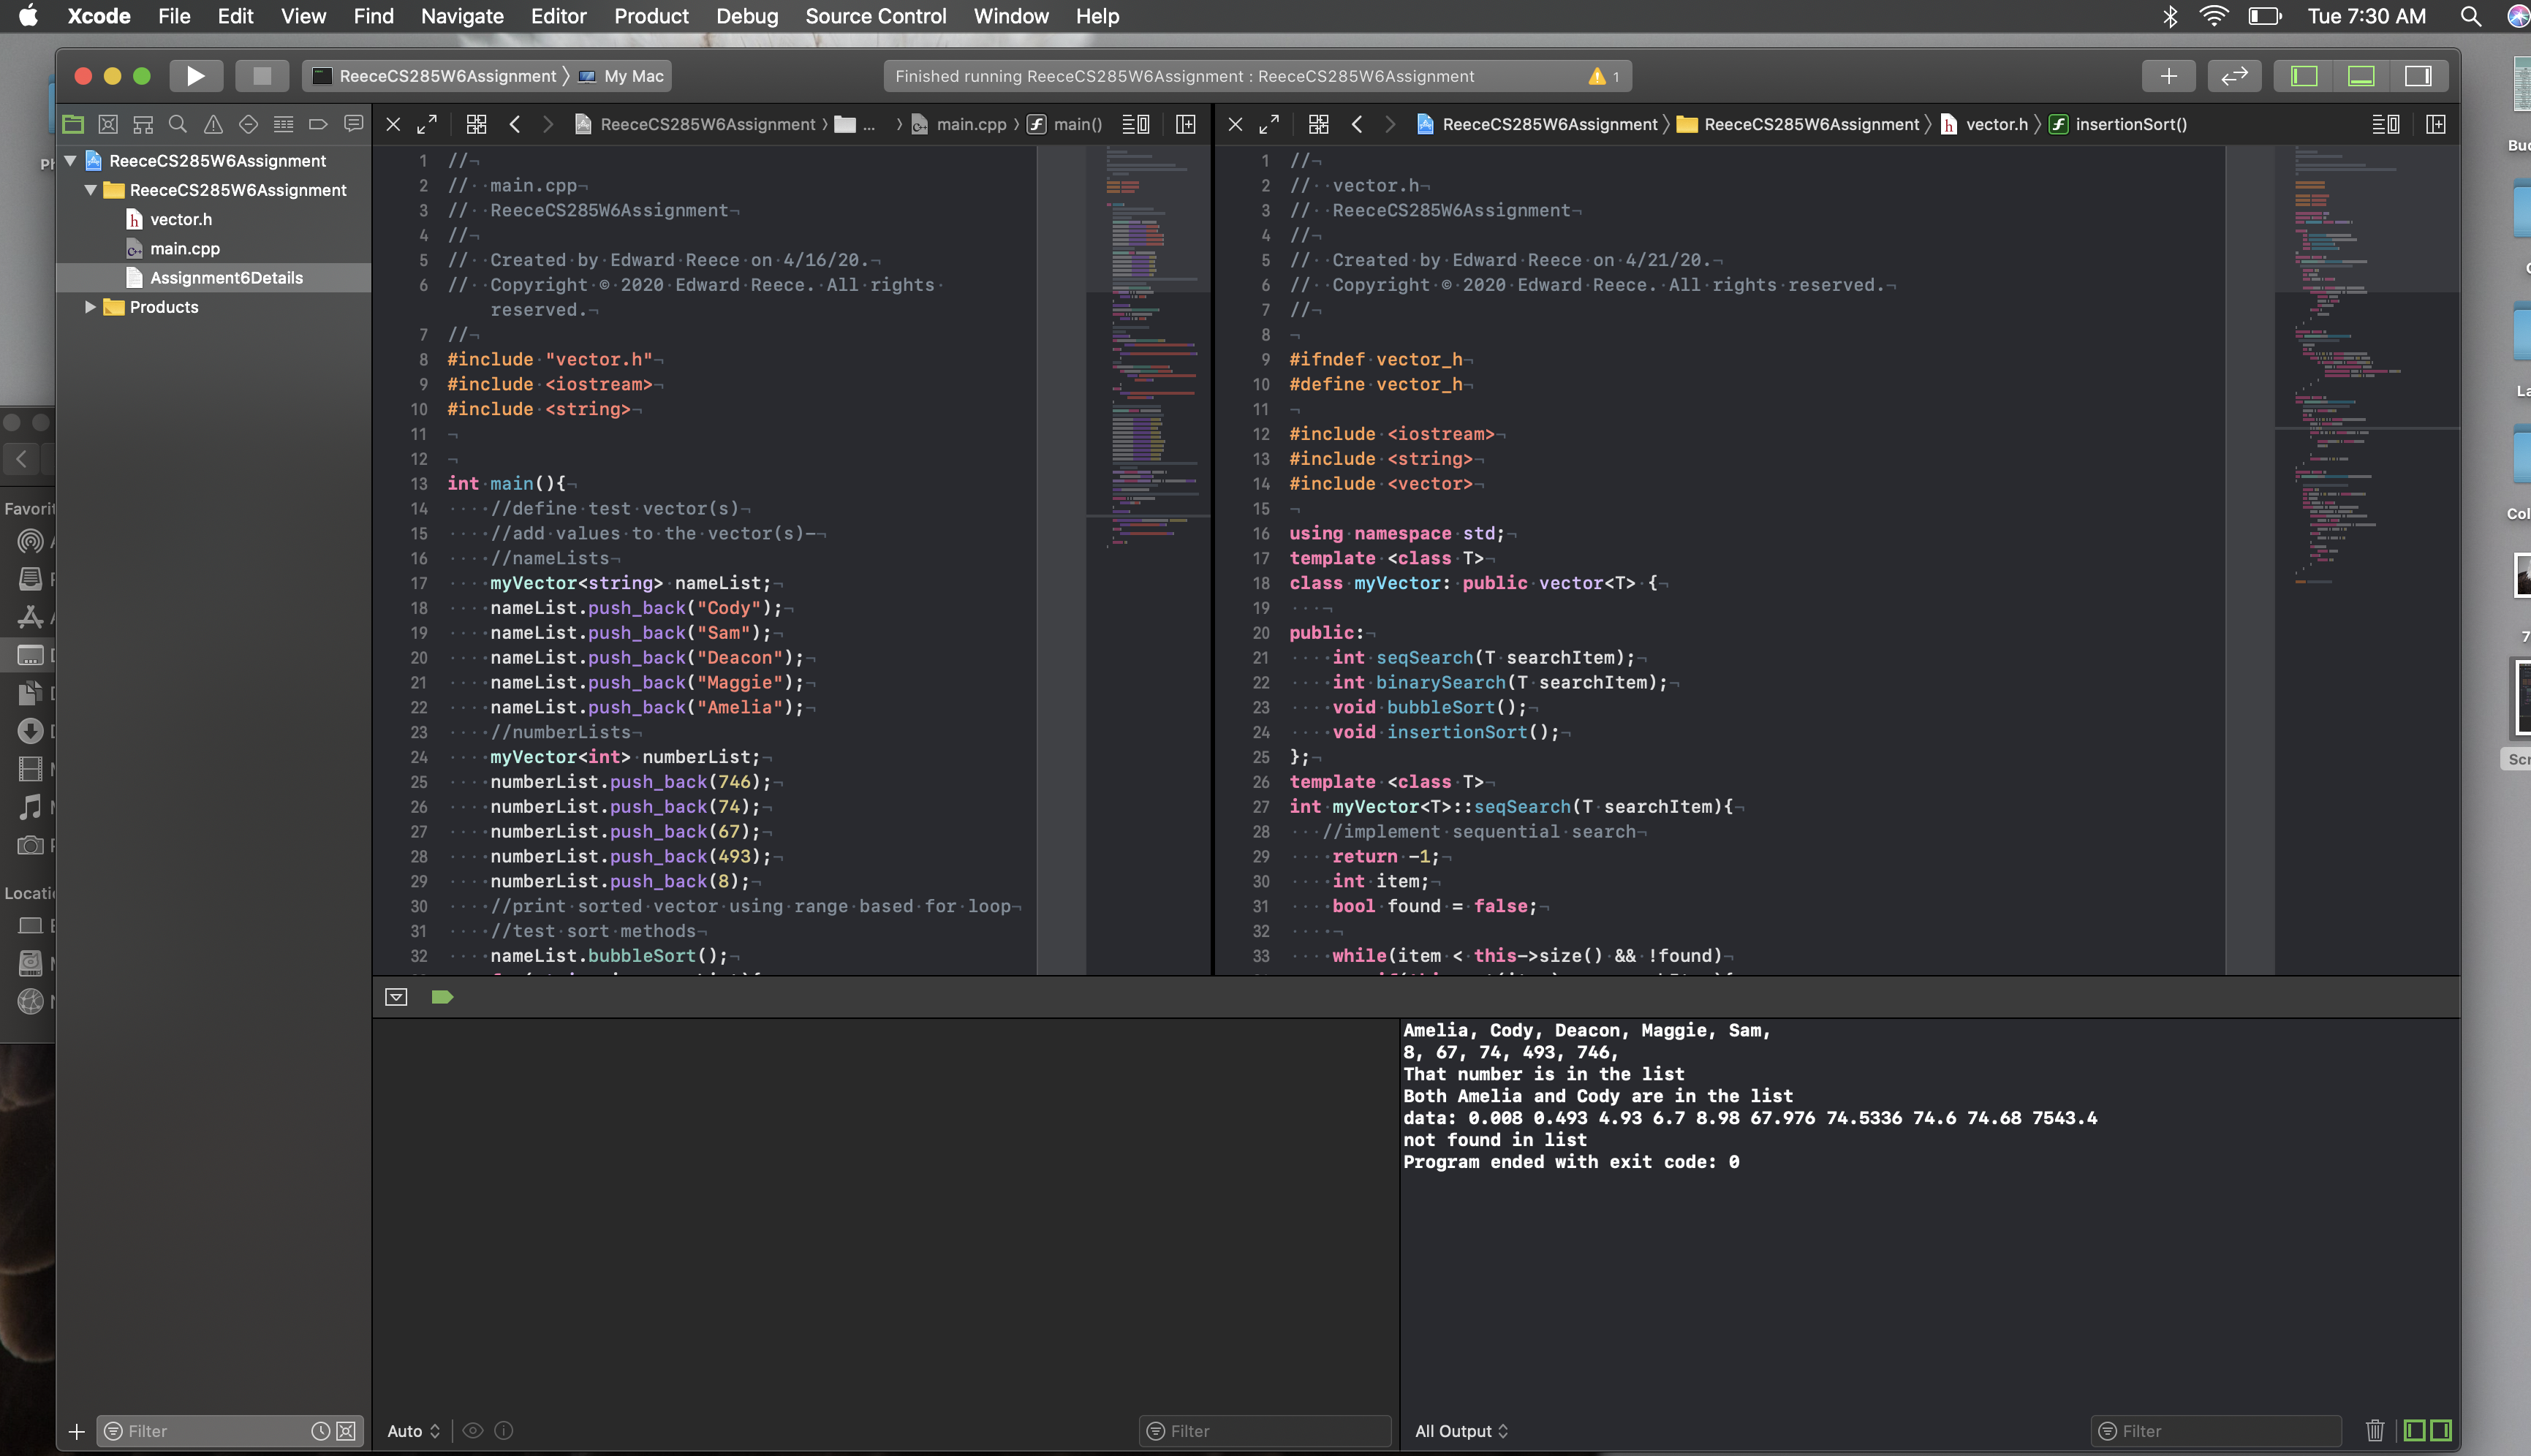 Xcode File Edit View Find Navigate Editor Product Debug Source Control Window Help Tue 7:30 AM
ReeceCS285W6Assignment My Mac
Finished running ReeceCS285W6Assignment : ReeceCS285W6Assignment 1
ReeceCS285W6Assignment
ReeceCS285W6Assignment
vector.h
main.cpp
Assignment6Details
Products
ReeceCS285W6Assignment ... main.cpp main()
1 //
2 // main.cpp
3 // ReeceCS285W6Assignment
4 //
5 // Created by Edward Reece on 4/16/20.
6 // Copyright © 2020 Edward Reece. All rights
reserved.
7 //
8 #include "vector.h"
9 #include <iostream>
10 #include <string>
11
12
13 int main(){
14 //define test vector(s)
15 //add values to the vector(s)-
16 //nameLists
17 myVector<string> nameList;
18 nameList.push_back("Cody");
19 nameList.push_back("Sam");
20 nameList.push_back("Deacon");
21 nameList.push_back("Maggie");
22 nameList.push_back("Amelia");
23 //numberLists
24 myVector<int> numberList;
25 numberList.push_back(746);
26 numberList.push_back(74);
27 numberList.push_back(67);
28 numberList.push_back(493);
29 numberList.push_back(8);
30 //print sorted vector using range based for loop
31 //test sort methods
32 nameList.bubbleSort();
ReeceCS285W6Assignment ReeceCS285W6Assignment vector.h insertionSort()
1 //
2 // vector.h
3 // ReeceCS285W6Assignment
4 //
5 // Created by Edward Reece on 4/21/20.
6 // Copyright © 2020 Edward Reece. All rights reserved.
7 //
8
9 #ifndef vector_h
10 #define vector_h
11
12 #include <iostream>
13 #include <string>
14 #include <vector>
15
16 using namespace std;
17 template <class T>
18 class myVector: public vector<T> {
19
20 public:
21 int seqSearch(T searchItem);
22 int binarySearch(T searchItem);
23 void bubbleSort();
24 void insertionSort();
25 };
26 template <class T>
27 int myVector<T>::seqSearch(T searchItem){
28 //implement sequential search
29 return -1;
30 int item;
31 bool found = false;
32
33 while(item < this->size() && !found)
Amelia, Cody, Deacon, Maggie, Sam,
8, 67, 74, 493, 746,
That number is in the list
Both Amelia and Cody are in the list
data: 0.008 0.493 4.93 6.7 8.98 67.976 74.5336 74.6 74.68 7543.4
not found in list
Program ended with exit code: 0
Filter
Auto
Filter
All Output
Filter